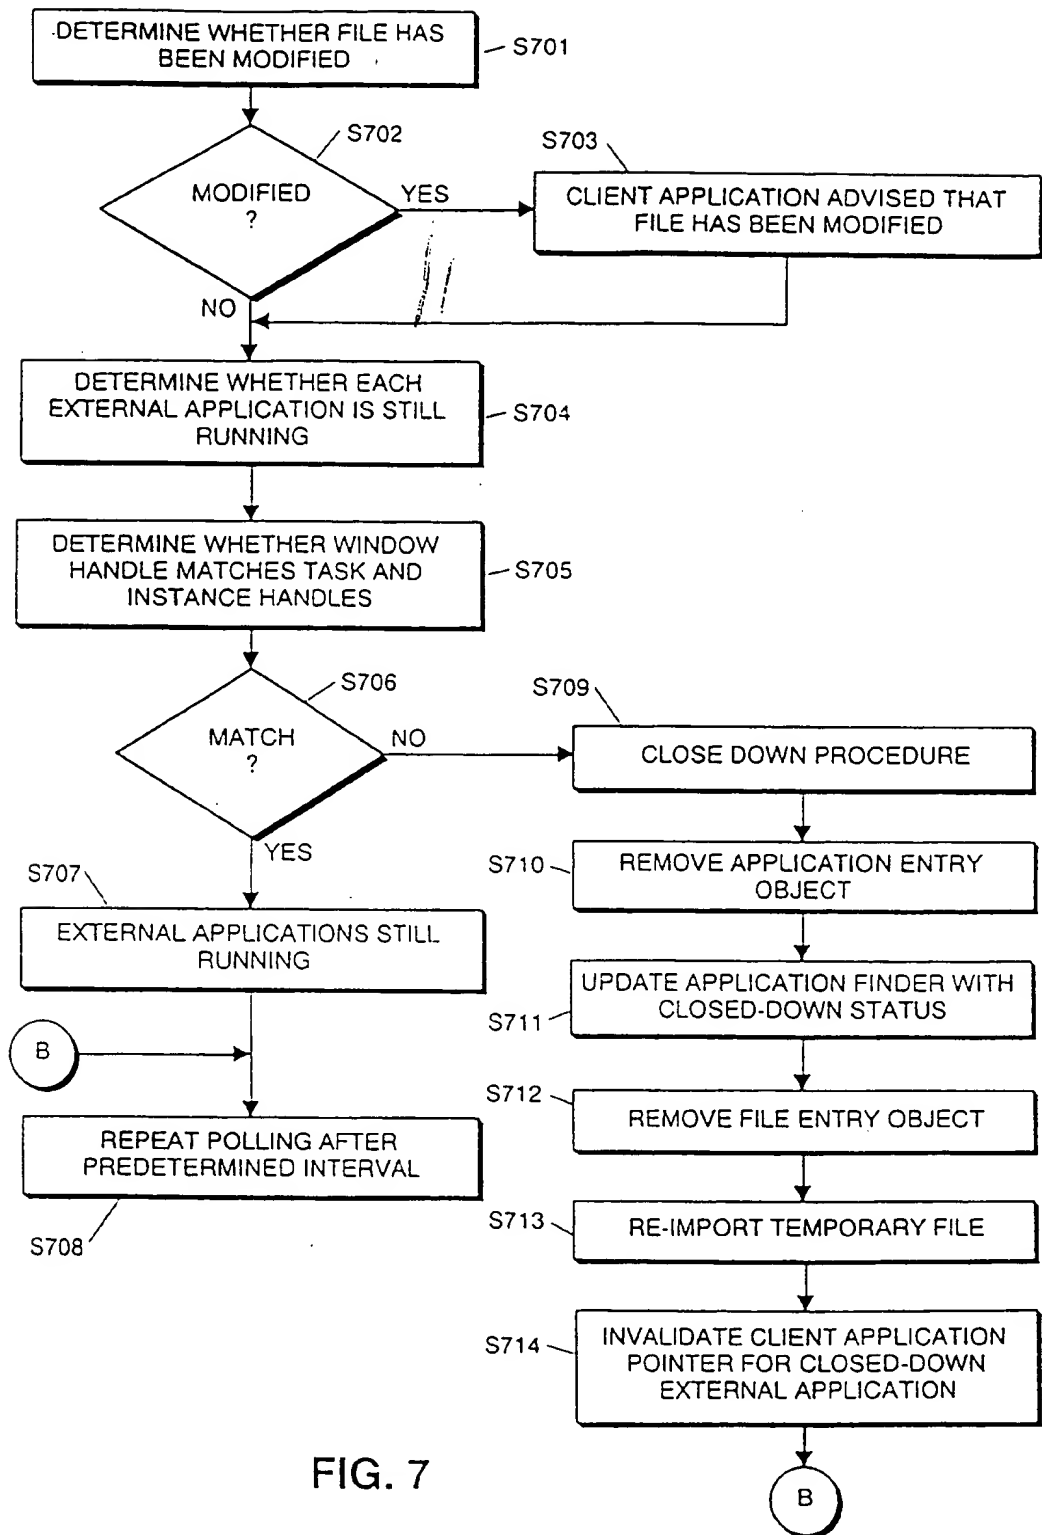 DETERMINE WHETHER FILE HAS
BEEN MODIFIED
S701
S702
MODIFIED
?
YES
NO
S703
CLIENT APPLICATION ADVISED THAT
FILE HAS BEEN MODIFIED
DETERMINE WHETHER EACH
EXTERNAL APPLICATION IS STILL
RUNNING
S704
DETERMINE WHETHER WINDOW
HANDLE MATCHES TASK AND
INSTANCE HANDLES
S705
S706
MATCH
?
NO
YES
S707
EXTERNAL APPLICATIONS STILL
RUNNING
B
REPEAT POLLING AFTER
PREDETERMINED INTERVAL
S708
S709
CLOSE DOWN PROCEDURE
S710
REMOVE APPLICATION ENTRY
OBJECT
S711
UPDATE APPLICATION FINDER WITH
CLOSED-DOWN STATUS
S712
REMOVE FILE ENTRY OBJECT
S713
RE-IMPORT TEMPORARY FILE
S714
INVALIDATE CLIENT APPLICATION
POINTER FOR CLOSED-DOWN
EXTERNAL APPLICATION
B
FIG. 7